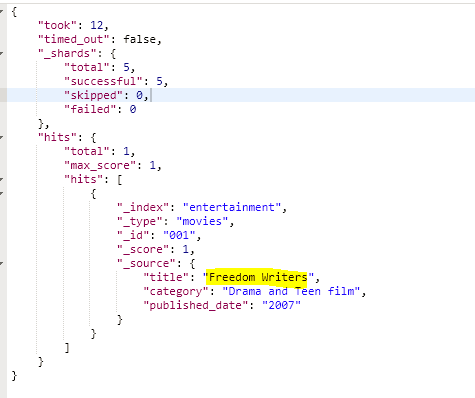 {
"took": 12,
"timed_out": false,
"_shards": {
"total": 5,
"successful": 5,
"skipped": 0,
"failed": 0
},
"hits": {
"total": 1,
"max_score": 1,
"hits": [
{
"_index": "entertainment",
"_type": "movies",
"_id": "001",
"_score": 1,
"_source": {
"title": "Freedom Writers",
"category": "Drama and Teen film",
"published_date": "2007"
}
}
]
}
}